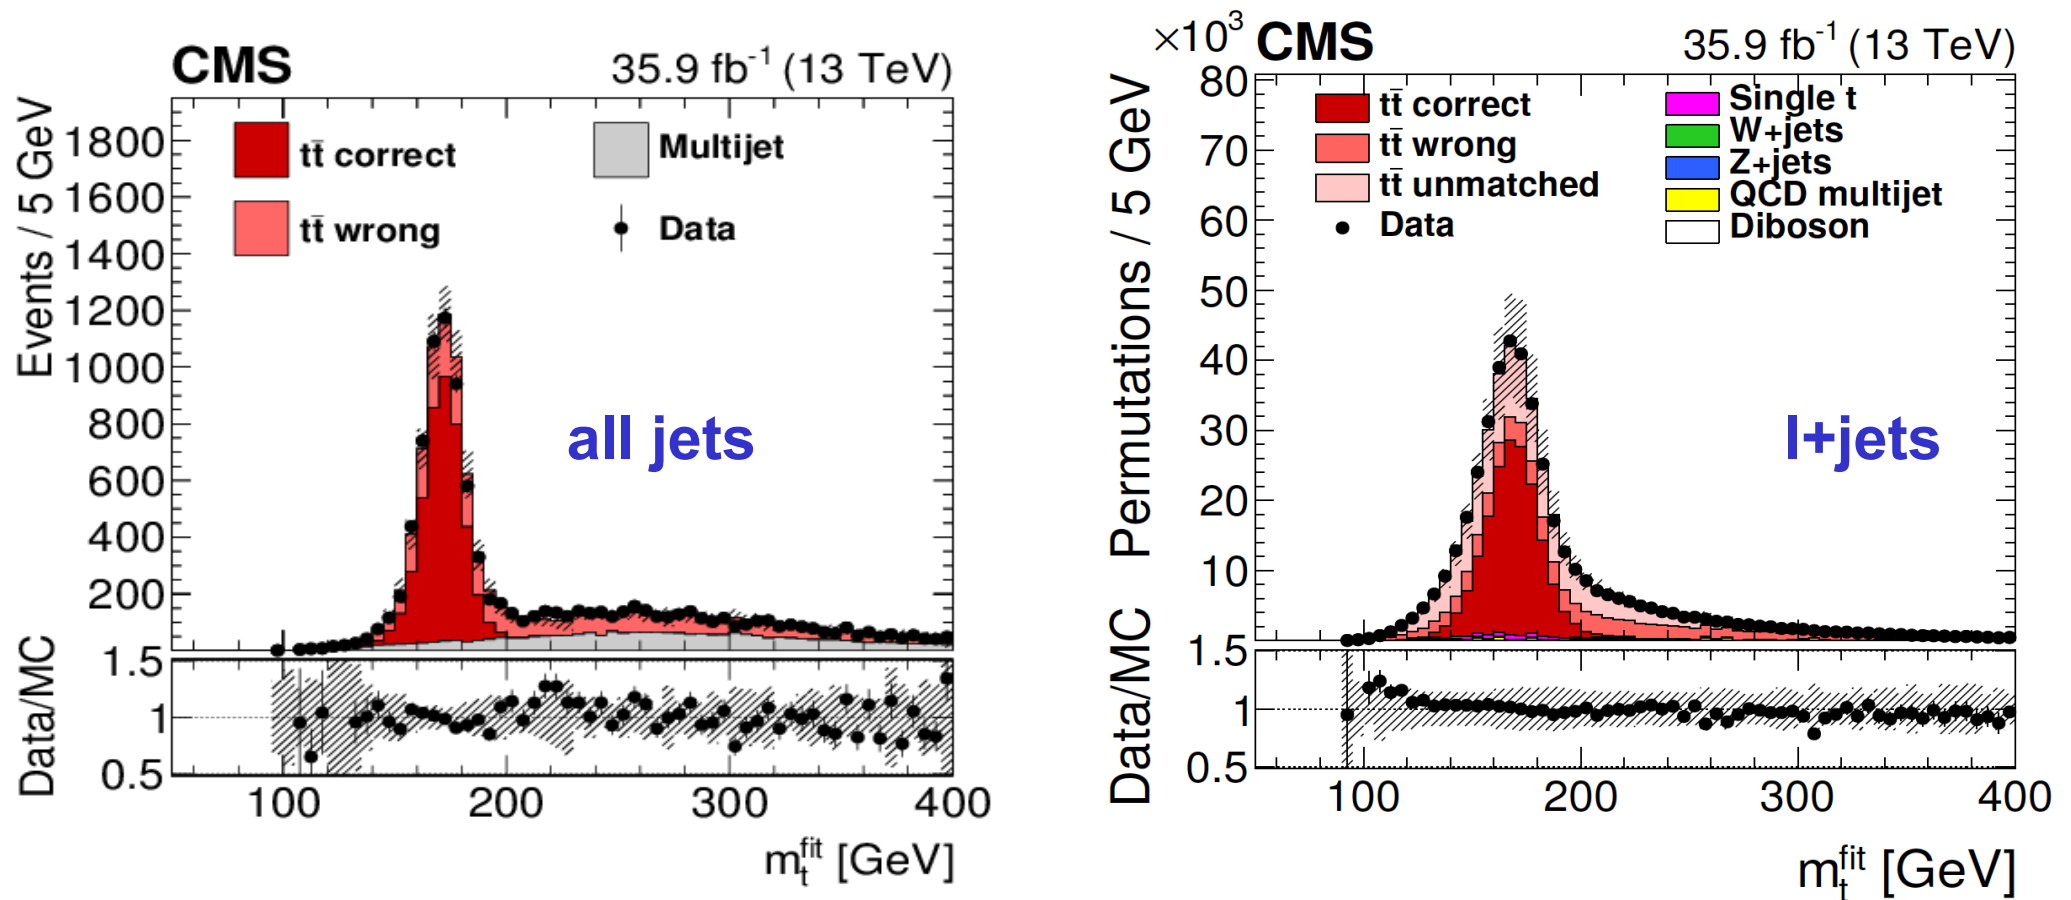 CMS
35.9 fb⁻¹ (13 TeV)
Events / 5 GeV
1800
1600
1400
1200
1000
800
600
400
200
tt̄ correct
tt̄ wrong
Multijet
Data
all jets
Data/MC
1.5
1
0.5
100 200 300 400
m_t^fit [GeV]
×10³ CMS
35.9 fb⁻¹ (13 TeV)
Permutations / 5 GeV
80
70
60
50
40
30
20
10
tt̄ correct
tt̄ wrong
tt̄ unmatched
Data
Single t
W+jets
Z+jets
QCD multijet
Diboson
l+jets
Data/MC
1.5
1
0.5
100 200 300 400
m_t^fit [GeV]